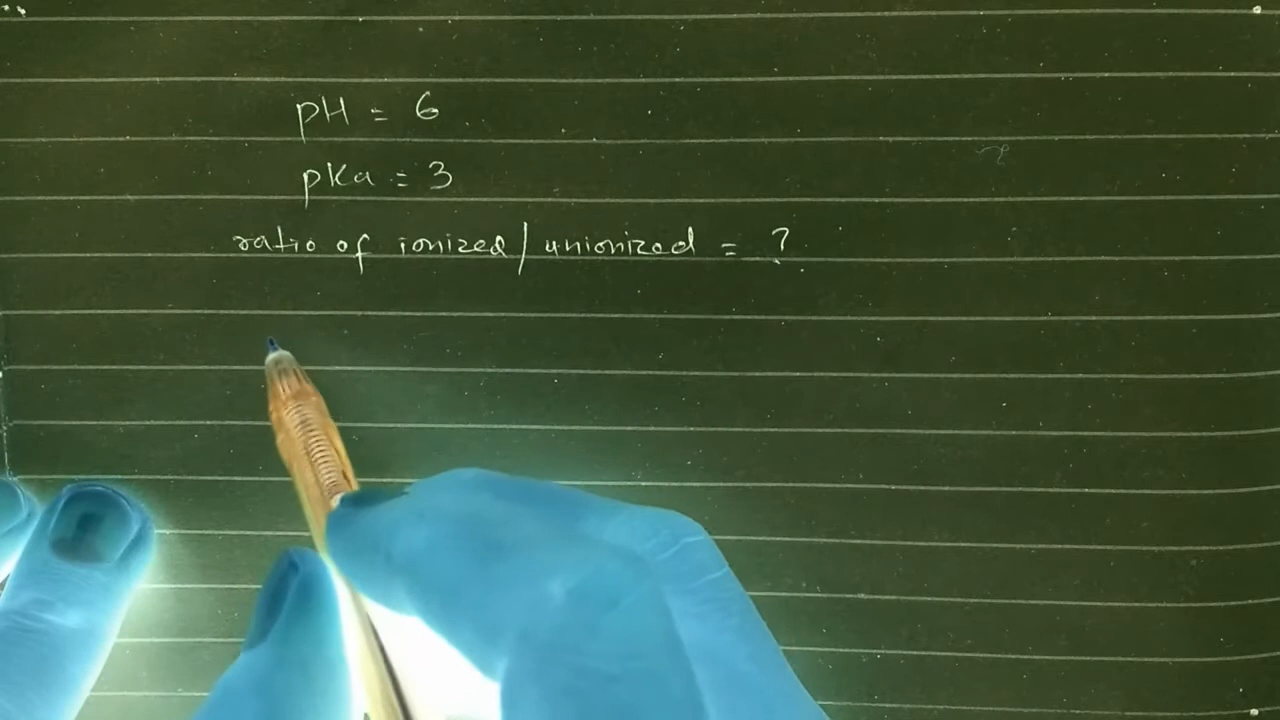 pH = 6
pKa = 3
ratio of ionized/unionized = ?